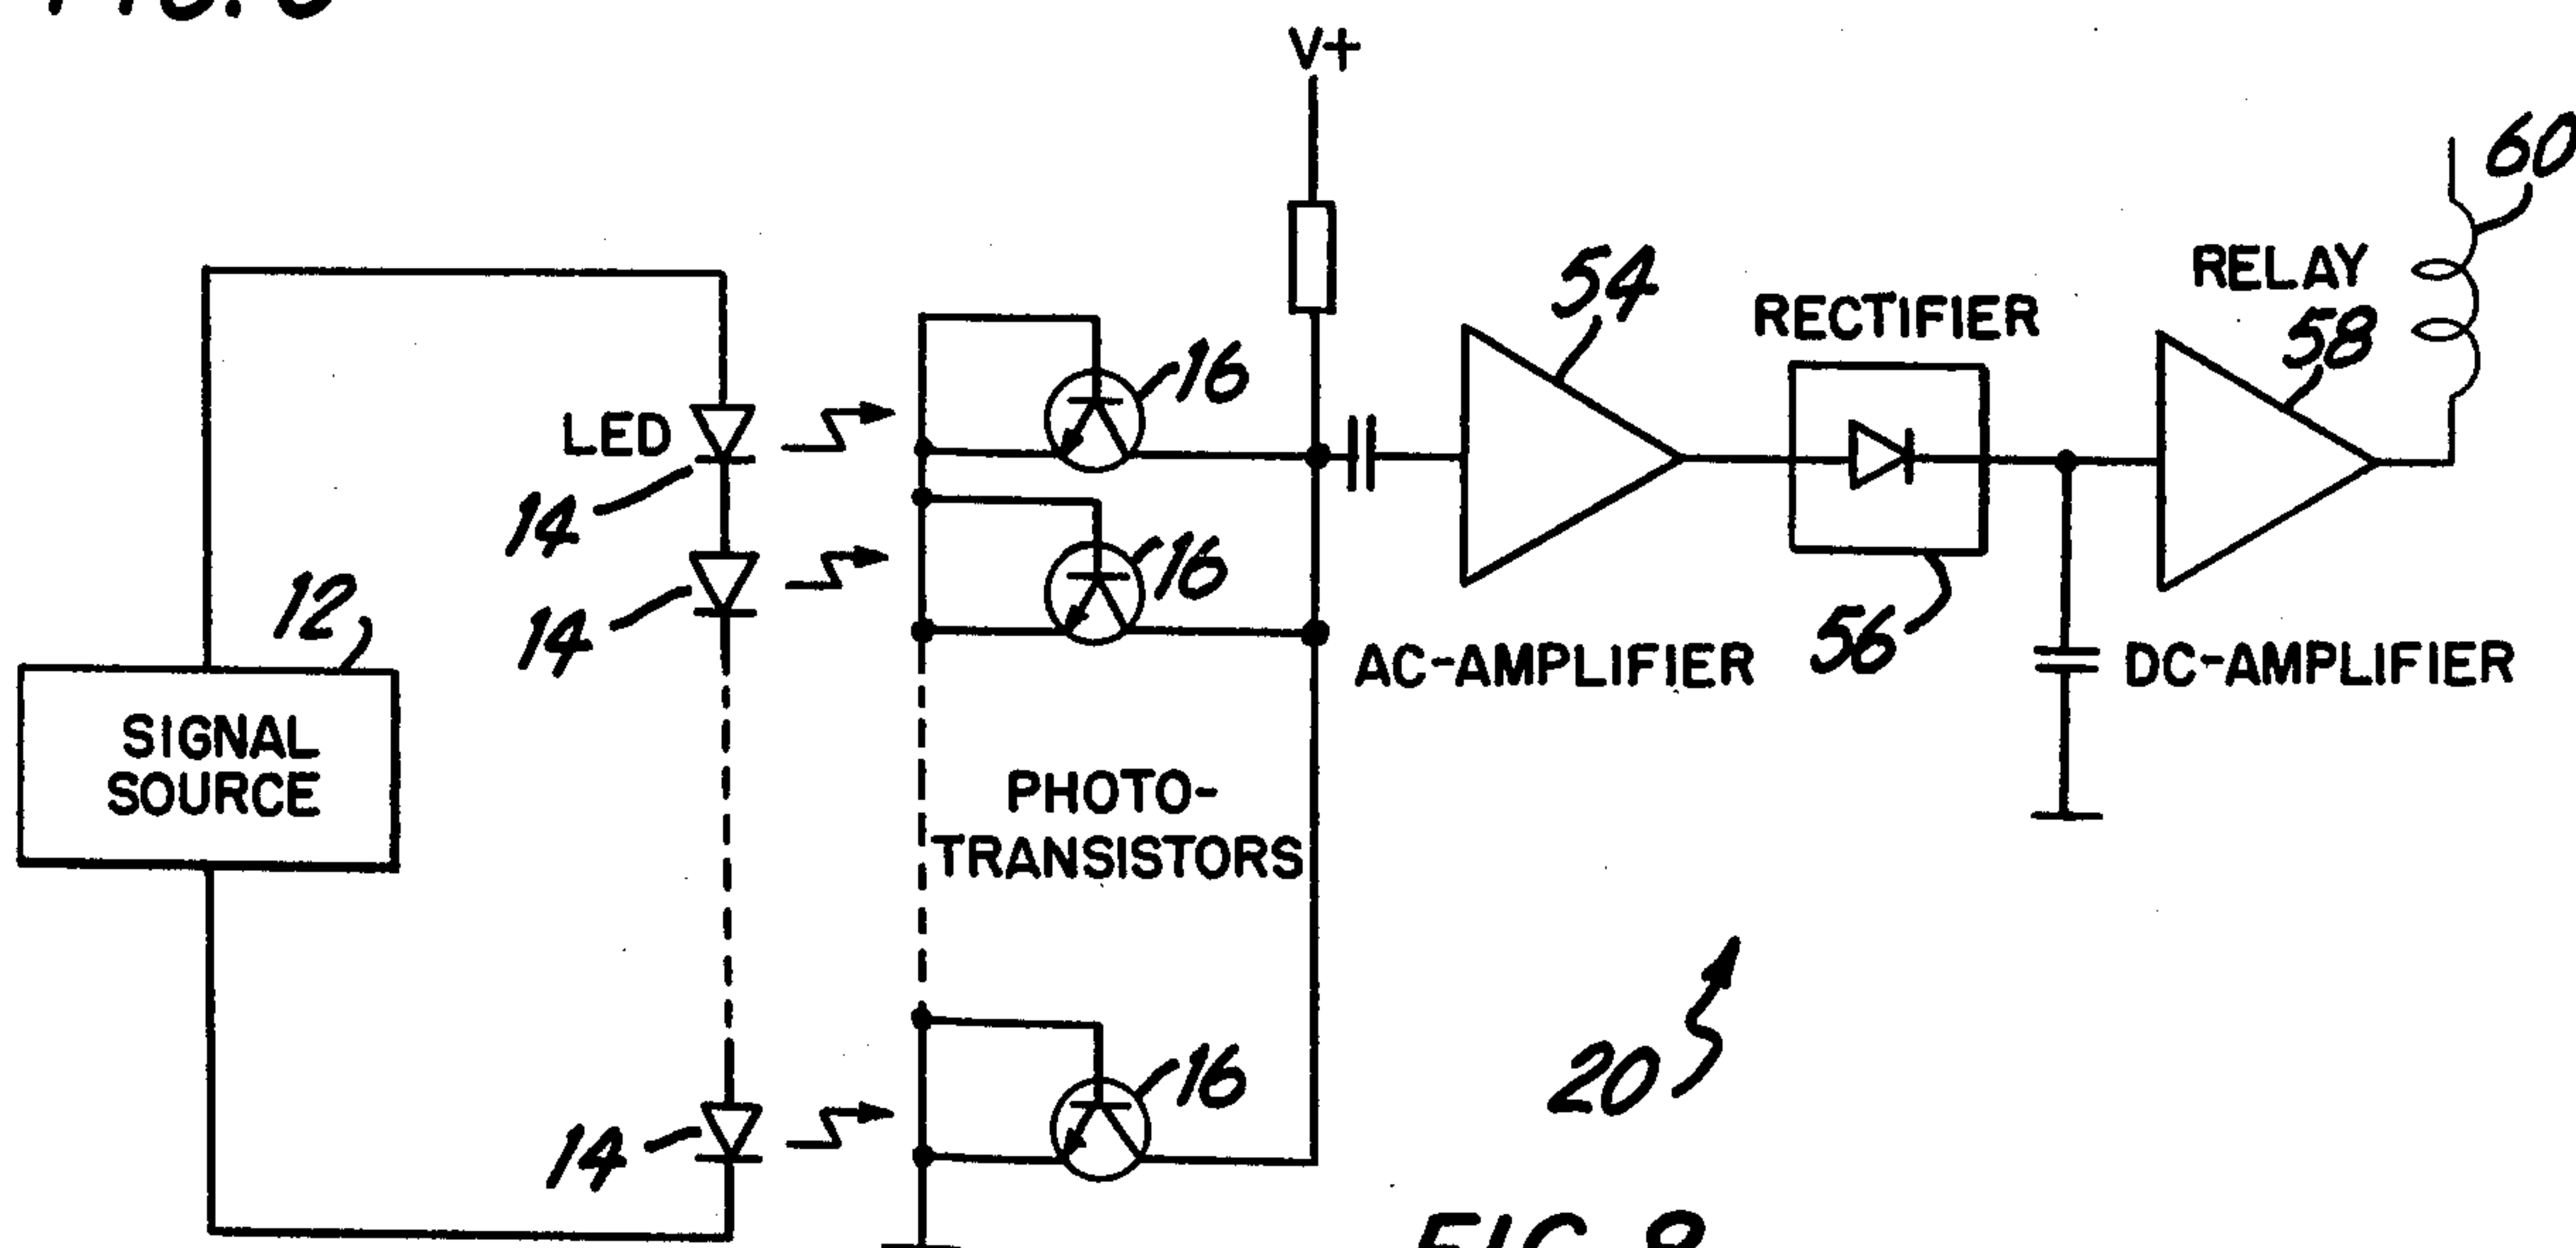 V+
60
54
RELAY
RECTIFIER
58
16
LED
14
16
12
14
56
AC-AMPLIFIER
DC-AMPLIFIER
SIGNAL
SOURCE
PHOTO-
TRANSISTORS
16
20
14